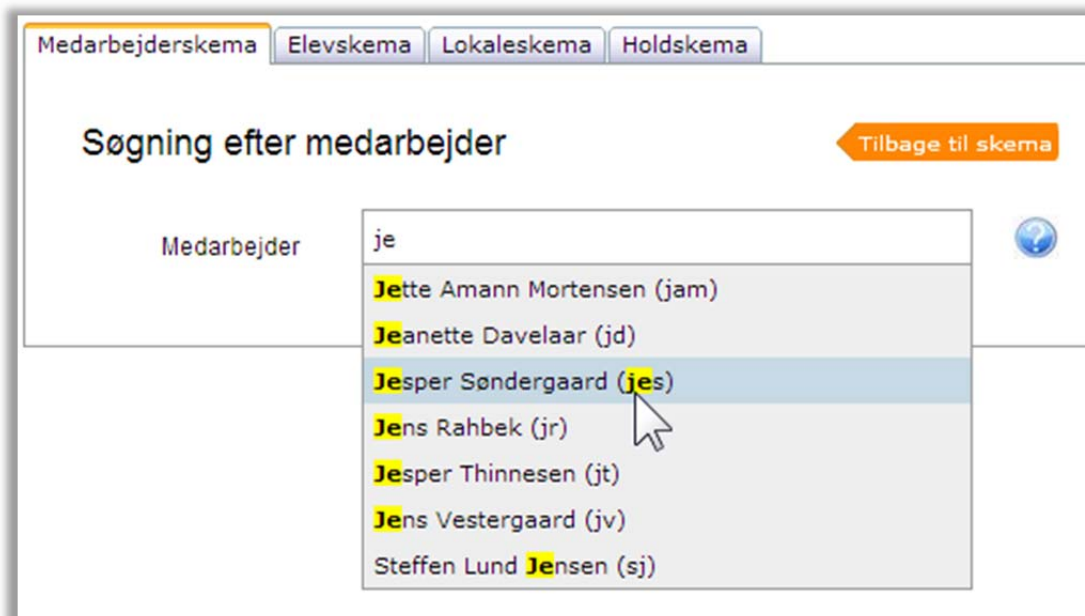 Medarbejderskema Elevskema Lokaleskema Holdskema
Søgning efter medarbejder
Tilbage til skema
Medarbejder
je
Jette Amann Mortensen (jam)
Jeanette Davelaar (jd)
Jesper Søndergaard (jes)
Jens Rahbek (jr)
Jesper Thinnesen (jt)
Jens Vestergaard (jv)
Steffen Lund Jensen (sj)